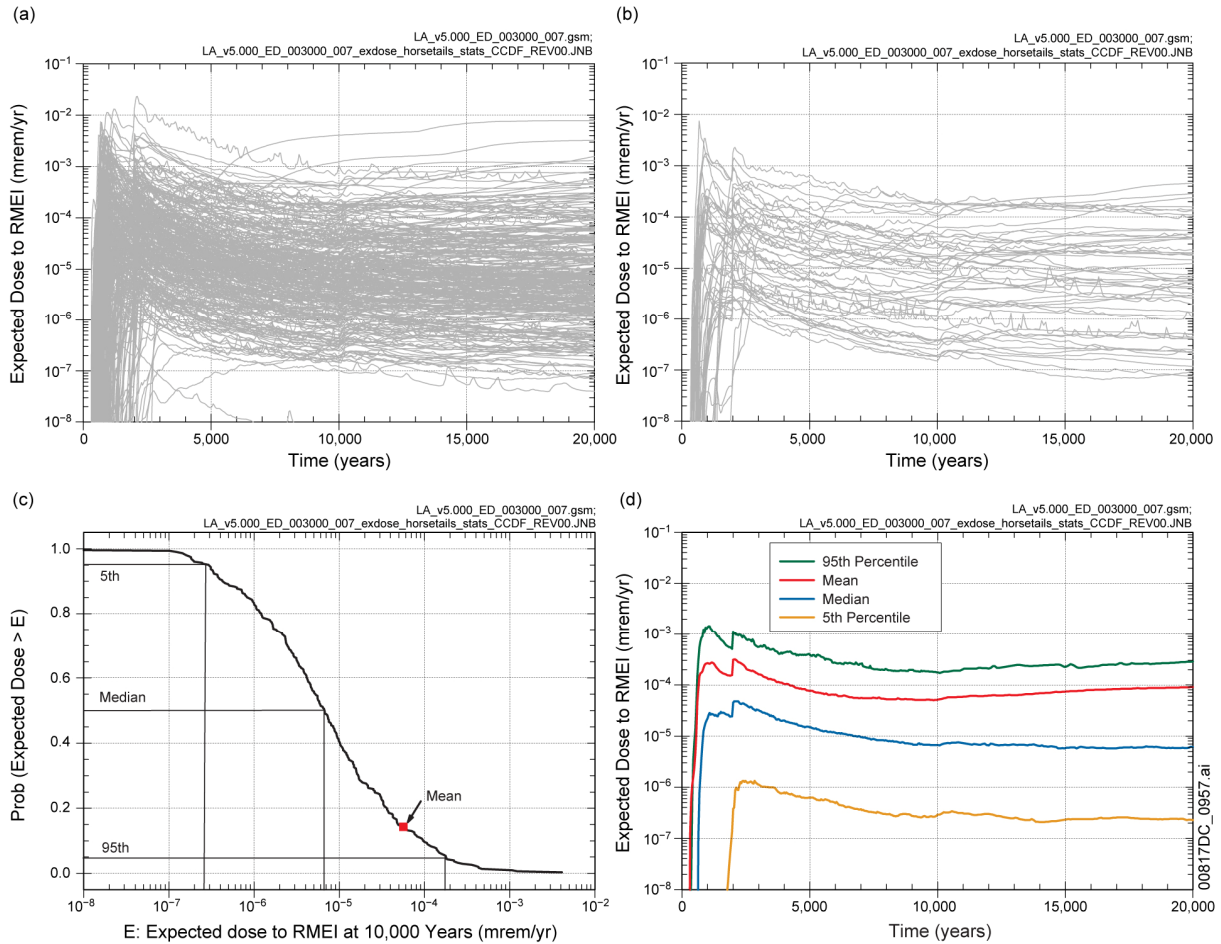 (a)
LA_v5.000_ED_003000_007.gsm;
LA_v5.000_ED_003000_007_exdose_horsetails_stats_CCDF_REV00.JNB
Expected Dose to RMEI (mrem/yr)
10⁻¹
10⁻²
10⁻³
10⁻⁴
10⁻⁵
10⁻⁶
10⁻⁷
10⁻⁸
0 5,000 10,000 15,000 20,000
Time (years)
(b)
LA_v5.000_ED_003000_007.gsm;
LA_v5.000_ED_003000_007_exdose_horsetails_stats_CCDF_REV00.JNB
Expected Dose to RMEI (mrem/yr)
10⁻¹
10⁻²
10⁻³
10⁻⁴
10⁻⁵
10⁻⁶
10⁻⁷
10⁻⁸
0 5,000 10,000 15,000 20,000
Time (years)
(c)
LA_v5.000_ED_003000_007.gsm;
LA_v5.000_ED_003000_007_exdose_horsetails_stats_CCDF_REV00.JNB
Prob (Expected Dose > E)
1.0
0.8
0.6
0.4
0.2
0.0
5th
Median
Mean
95th
10⁻⁸ 10⁻⁷ 10⁻⁶ 10⁻⁵ 10⁻⁴ 10⁻³ 10⁻²
E: Expected dose to RMEI at 10,000 Years (mrem/yr)
(d)
LA_v5.000_ED_003000_007.gsm;
LA_v5.000_ED_003000_007_exdose_horsetails_stats_CCDF_REV00.JNB
Expected Dose to RMEI (mrem/yr)
10⁻¹
10⁻²
10⁻³
10⁻⁴
10⁻⁵
10⁻⁶
10⁻⁷
10⁻⁸
95th Percentile
Mean
Median
5th Percentile
0 5,000 10,000 15,000 20,000
Time (years)
00817DC_0957.ai